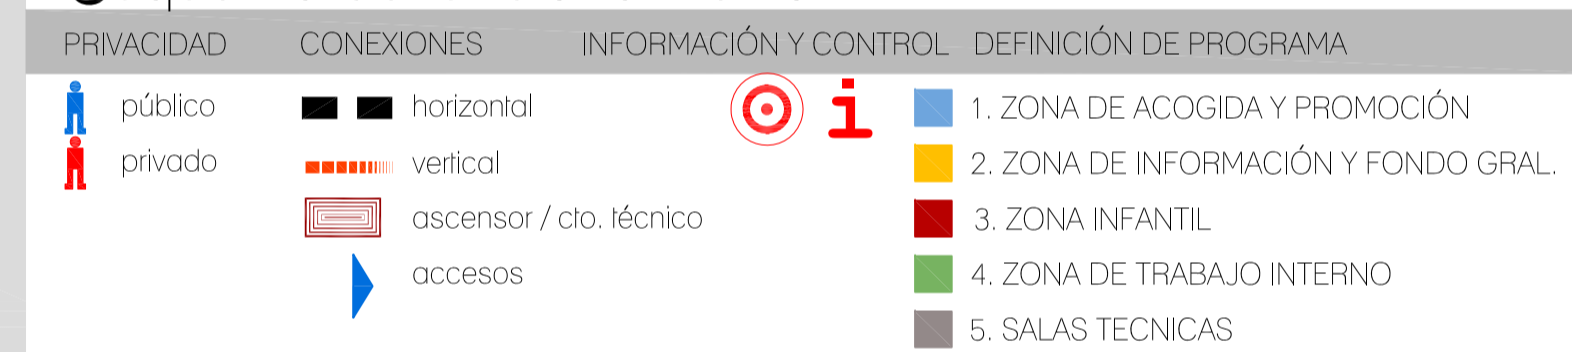 PRIVACIDAD CONEXIONES INFORMACIÓN Y CONTROL DEFINICIÓN DE PROGRAMA
público horizontal i 1. ZONA DE ACOGIDA Y PROMOCIÓN
privado vertical 2. ZONA DE INFORMACIÓN Y FONDO GRAL.
ascensor / cto. técnico 3. ZONA INFANTIL
accesos 4. ZONA DE TRABAJO INTERNO
5. SALAS TECNICAS